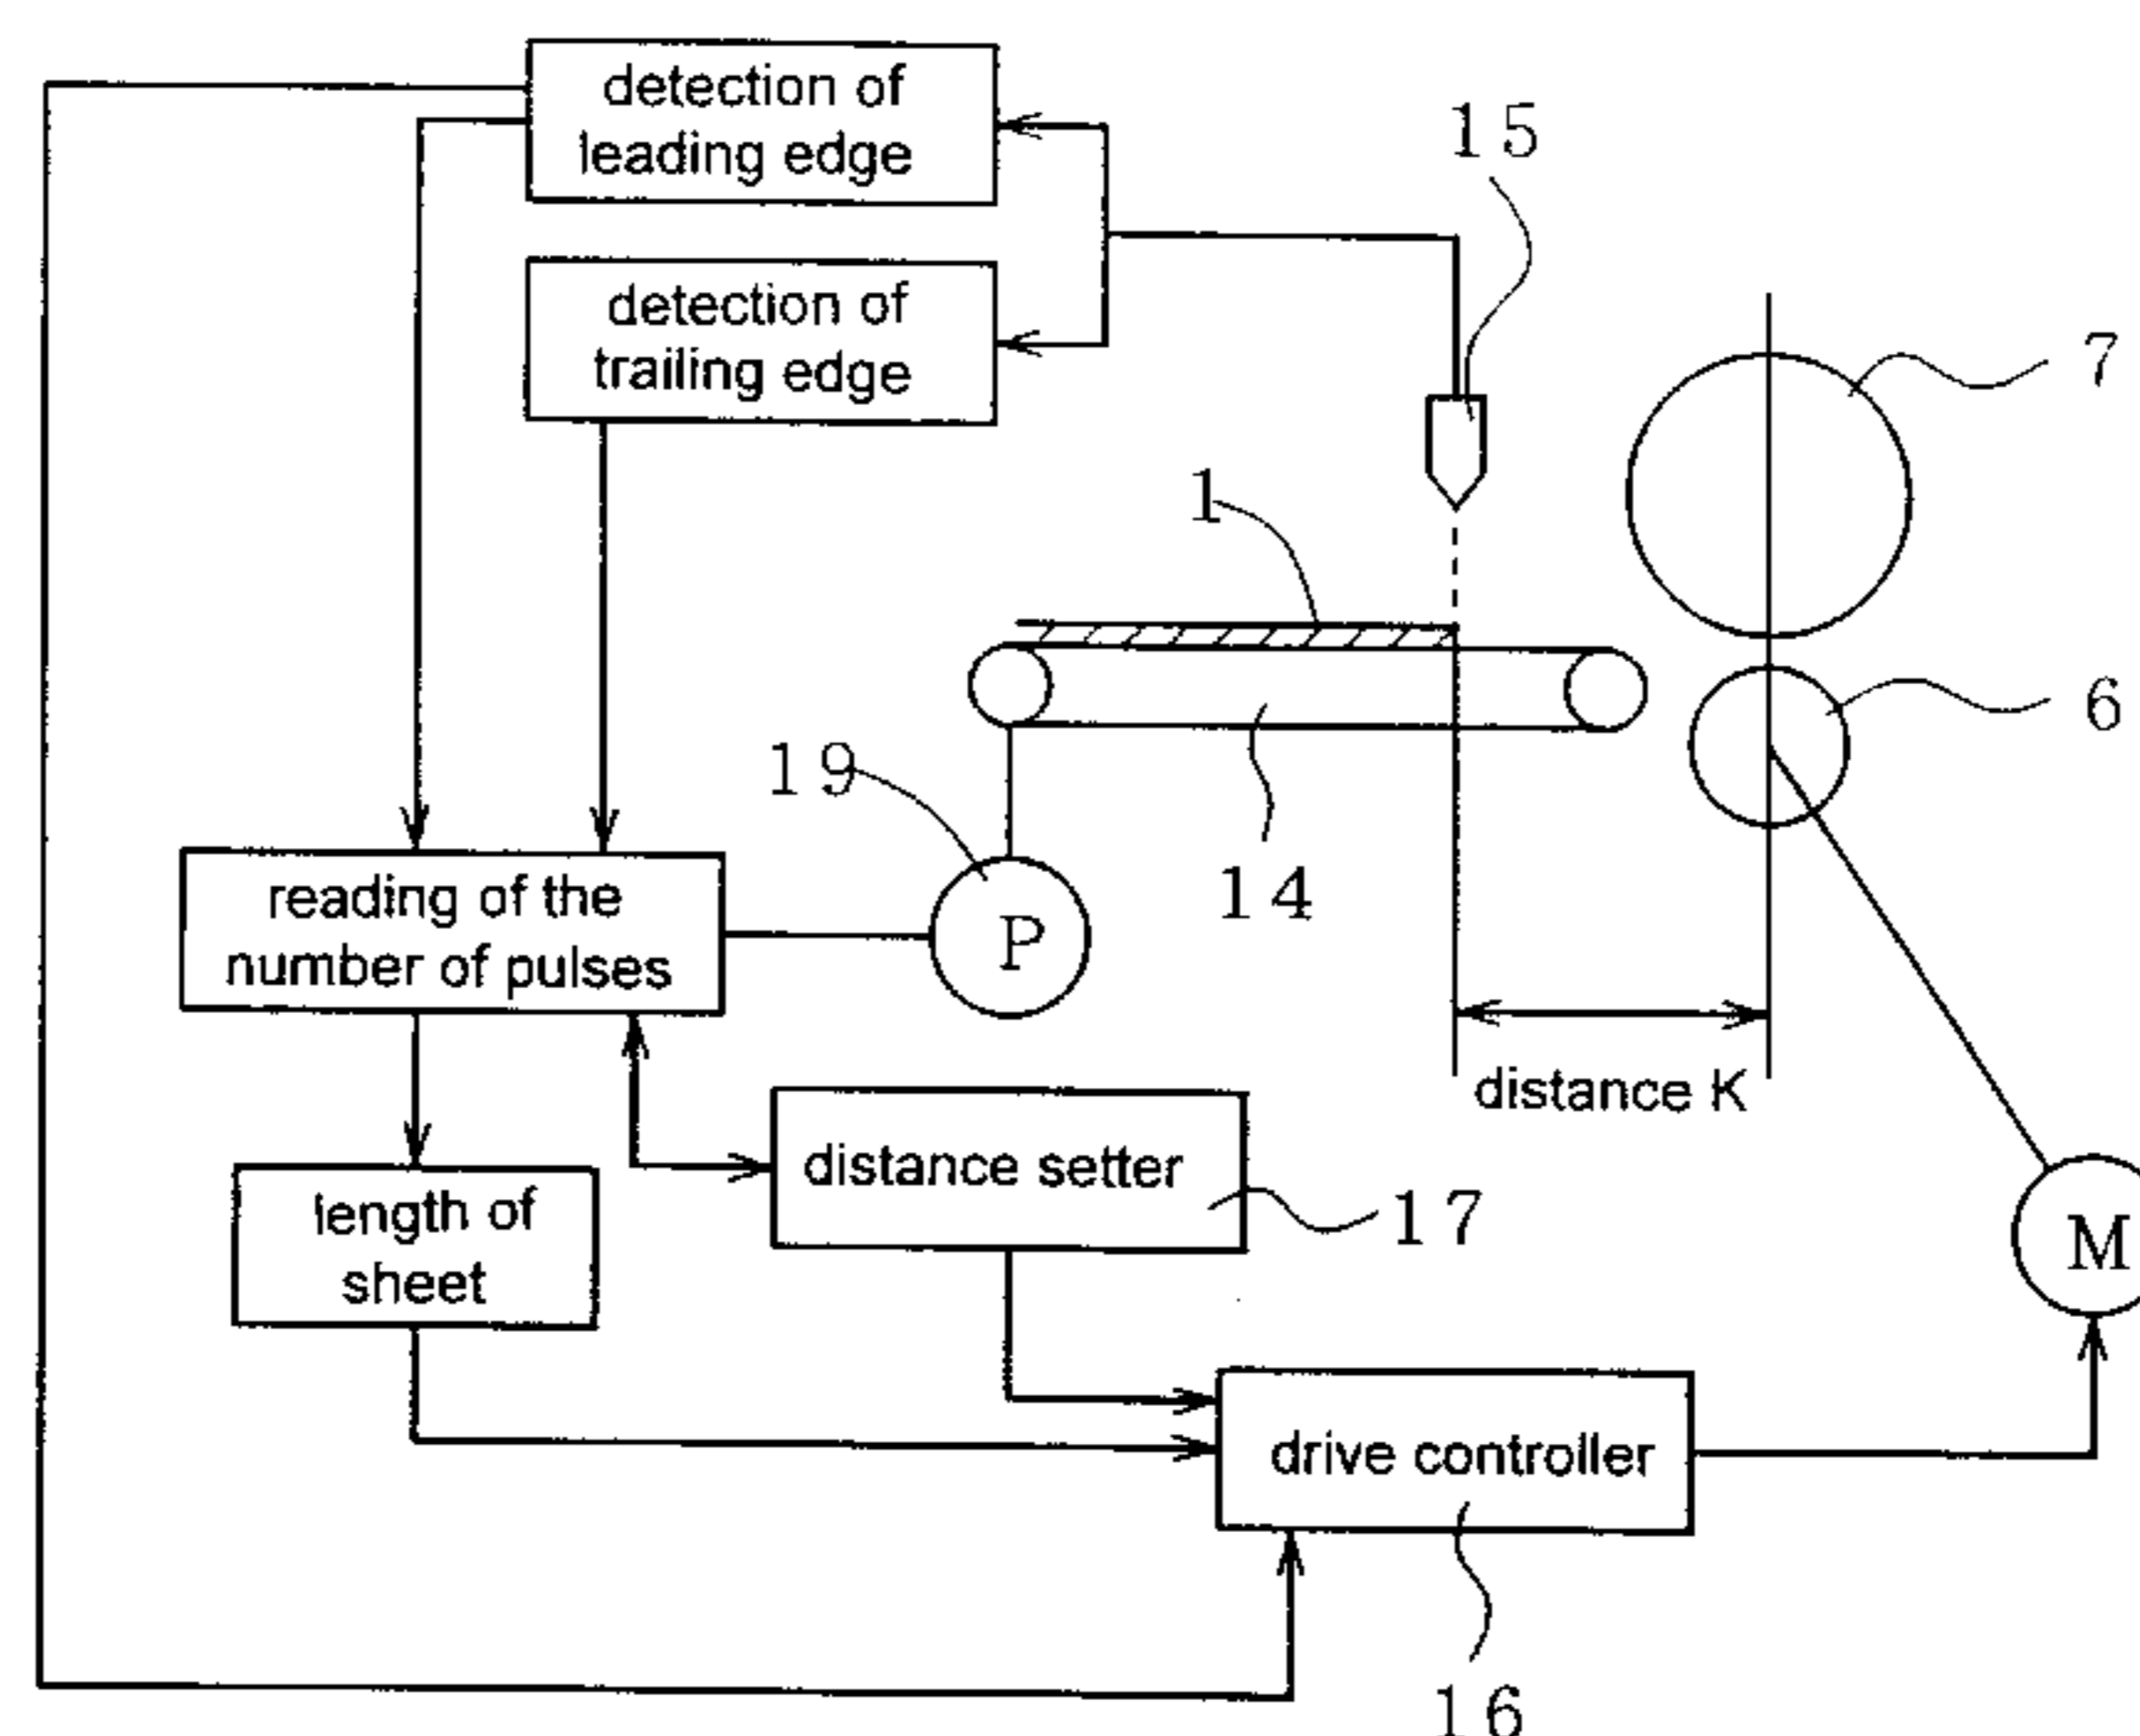 detection of
leading edge
15
detection of
trailing edge
7
1
6
19
14
reading of the
number of pulses
P
distance K
distance setter
17
length of
sheet
M
drive controller
16